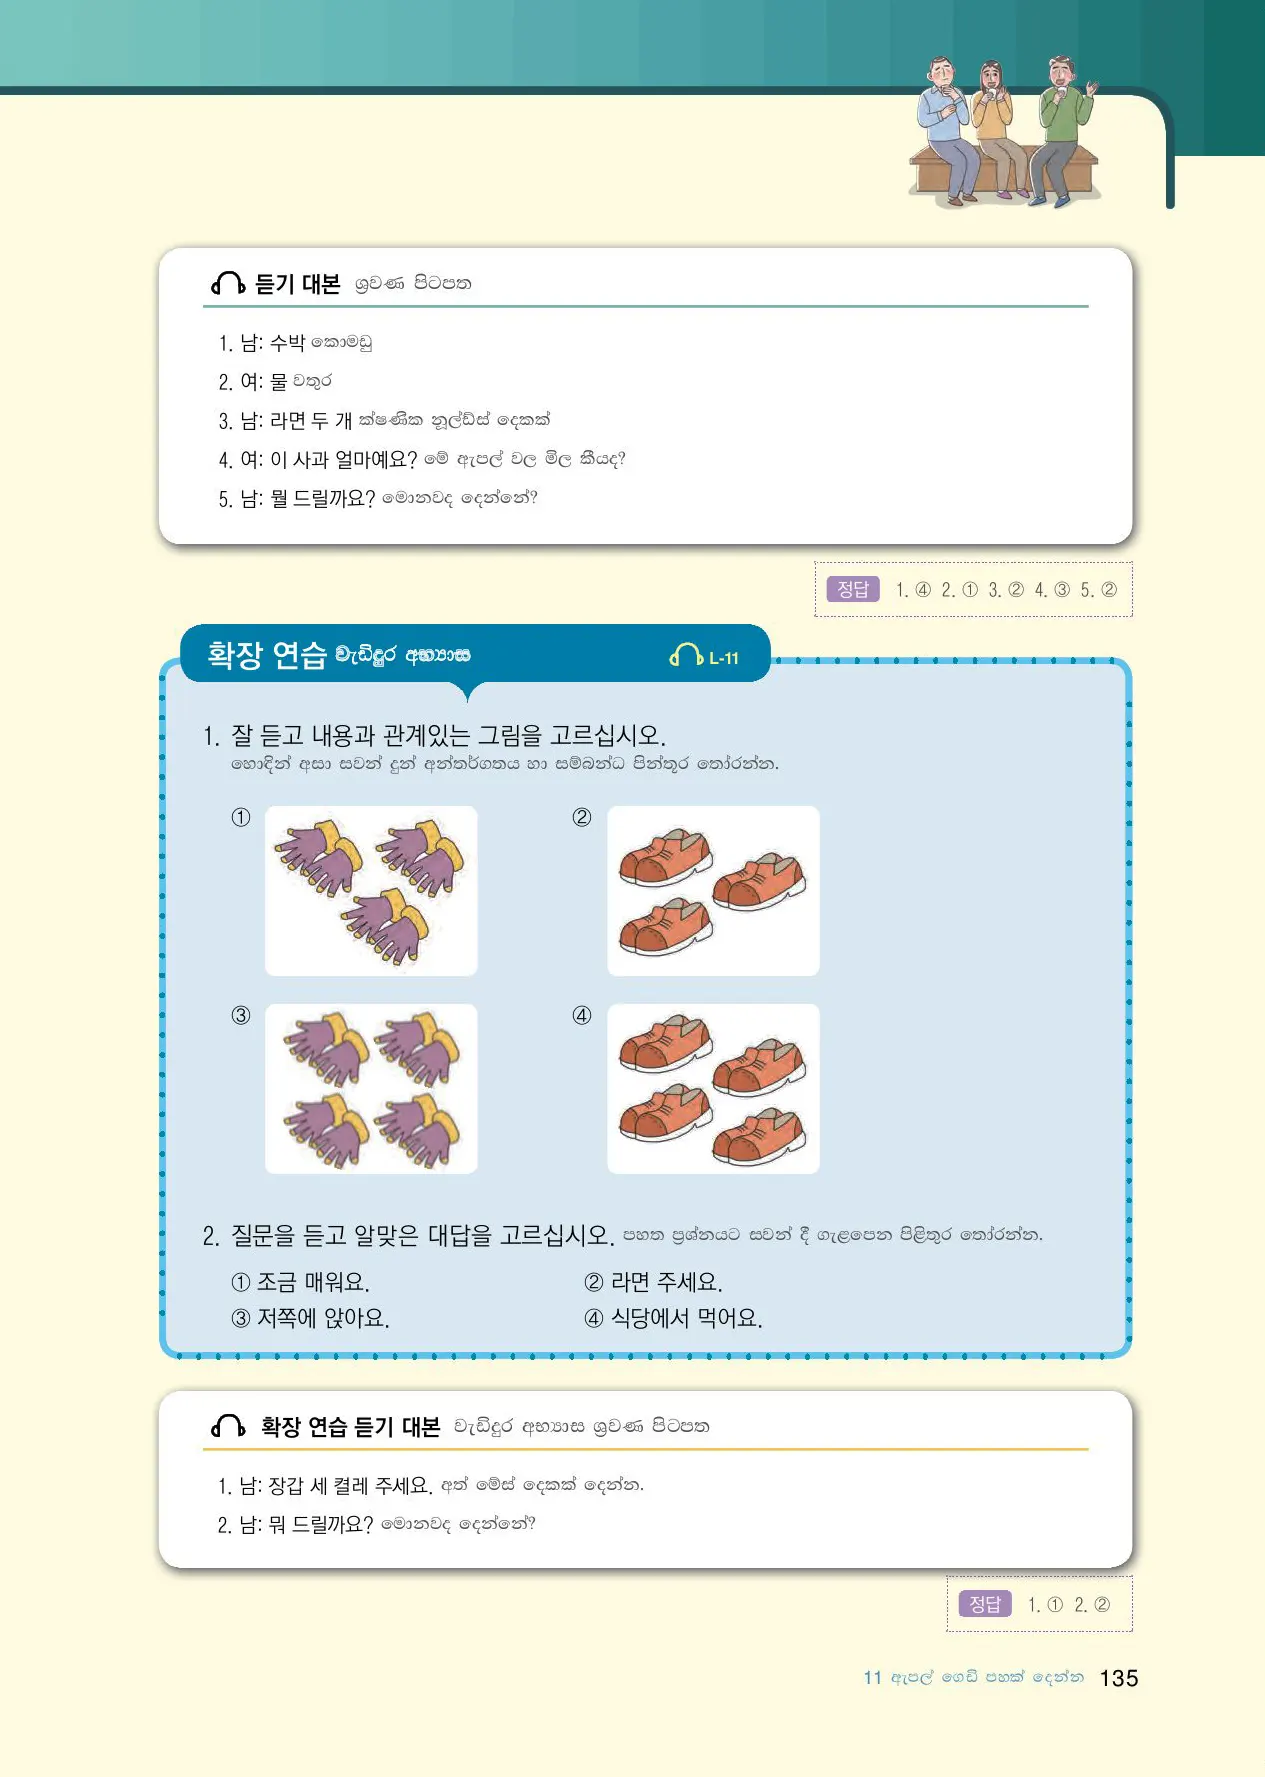 듣기 대본 ශ්‍රවණ පිටපත
1. 남: 수박 කොමඩු
2. 여: 물 වතුර
3. 남: 라면 두 개 ක්ෂණික නූල්ඩ්ස් දෙකක්
4. 여: 이 사과 얼마예요? මේ ඇපල් වල මිල කීයද?
5. 남: 뭘 드릴까요? මොනවද දෙන්නේ?
정답 1. ④ 2. ① 3. ② 4. ③ 5. ②
확장 연습 වැඩිදුර අභ්‍යාස L-11
1. 잘 듣고 내용과 관계있는 그림을 고르십시오.
හොඳින් අසා සවන් දුන් අන්තර්ගතය හා සම්බන්ධ පින්තූර තෝරන්න.
① ②
③ ④
2. 질문을 듣고 알맞은 대답을 고르십시오. පහත ප්‍රශ්නයට සවන් දී ගැළපෙන පිළිතුර තෝරන්න.
① 조금 매워요. ② 라면 주세요.
③ 저쪽에 앉아요. ④ 식당에서 먹어요.
확장 연습 듣기 대본 වැඩිදුර අභ්‍යාස ශ්‍රවණ පිටපත
1. 남: 장갑 세 켤레 주세요. අත් මේස් දෙකක් දෙන්න.
2. 남: 뭐 드릴까요? මොනවද දෙන්නේ?
정답 1. ① 2. ②
11 ඇපල් ගෙඩි පහක් දෙන්න 135